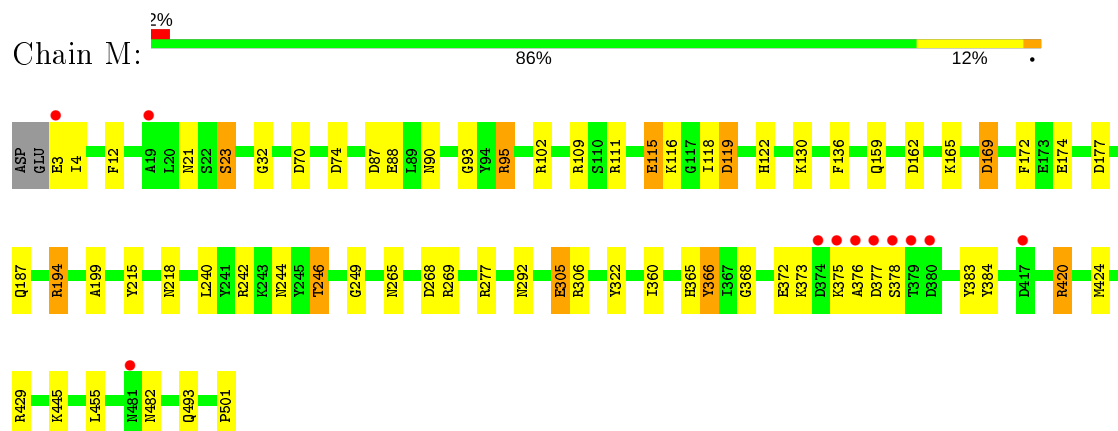 2%
Chain M:
86% 12% •
ASP GLU E3 I4 F12 A19 L20 N21 S22 S23 G32 D70 D74 D87 E88 L89 N90 G93 Y94 R95 R102 R109 S110 R111 E115 K116 G117 I118 D119 H122 K130 F136 Q159 D162 K165 D169 F172 E173 E174 D177
Q187 R194 A199 Y215 N218 L240 Y241 R242 K243 N244 Y245 T246 G249 N265 D268 R269 R277 N292 E305 R306 Y322 I360 H365 Y366 I367 G368 E372 K373 D374 K375 A376 D377 S378 T379 D380 Y383 Y384 D417 R420 M424
R429 K445 L455 N481 N482 Q493 P501